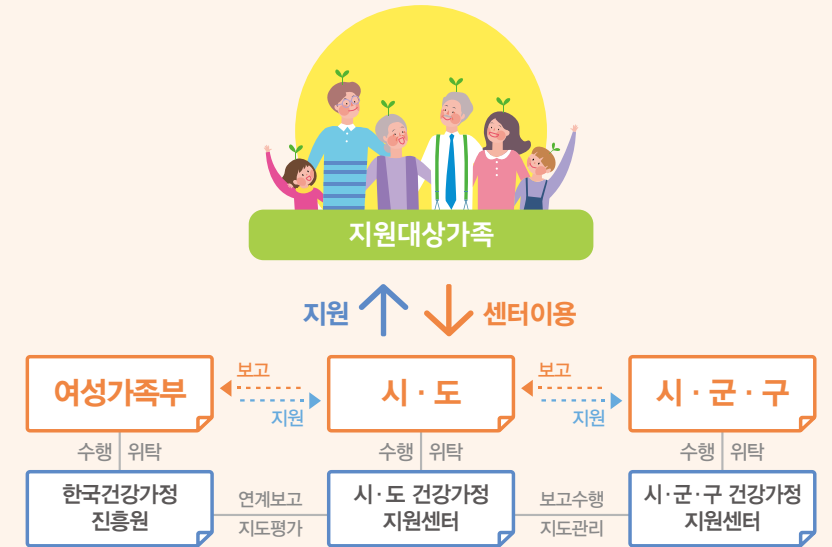 지원대상가족
지원
센터이용
여성가족부
보고
지원
시 · 도
보고
지원
시 · 군 · 구
수행 위탁
수행 위탁
수행 위탁
한국건강가정
진흥원
연계보고
지도평가
시·도 건강가정
지원센터
보고수행
지도관리
시·군·구 건강가정
지원센터